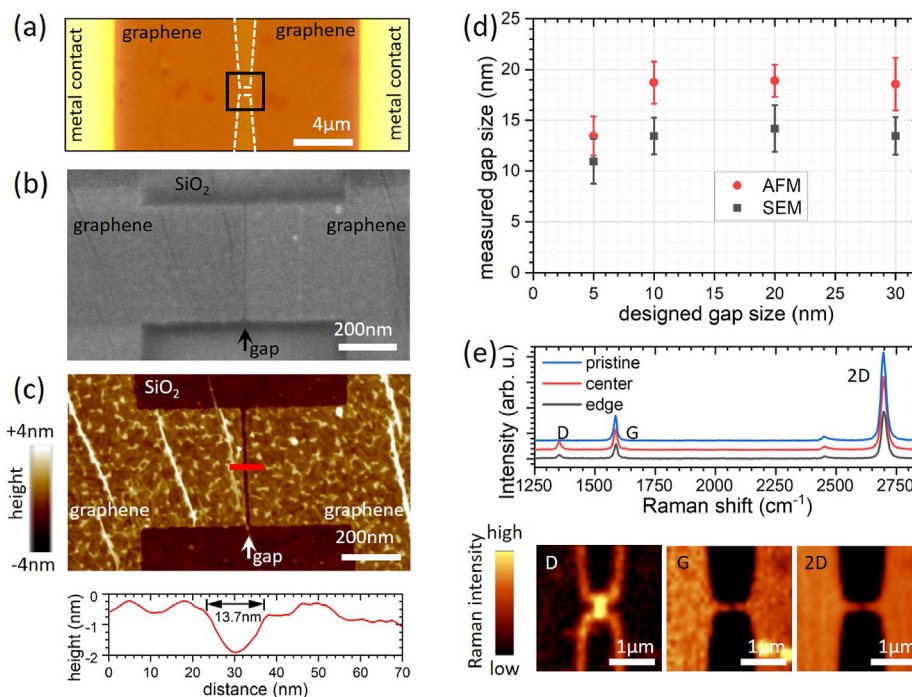 (a)
graphene
graphene
metal contact
metal contact
4μm
(b)
SiO₂
graphene
graphene
gap
200nm
(c)
SiO₂
+4nm
height
-4nm
graphene
graphene
gap
200nm
height (nm)
0
-1
-2
13.7nm
0 10 20 30 40 50 60 70
distance (nm)
(d)
measured gap size (nm)
25
20
15
10
5
0
AFM
SEM
0 5 10 15 20 25 30
designed gap size (nm)
(e)
Intensity (arb. u.)
pristine
center
edge
D
G
2D
1250 1500 1750 2000 2250 2500 2750
Raman shift (cm⁻¹)
Raman intensity
high
low
D
1μm
G
1μm
2D
1μm